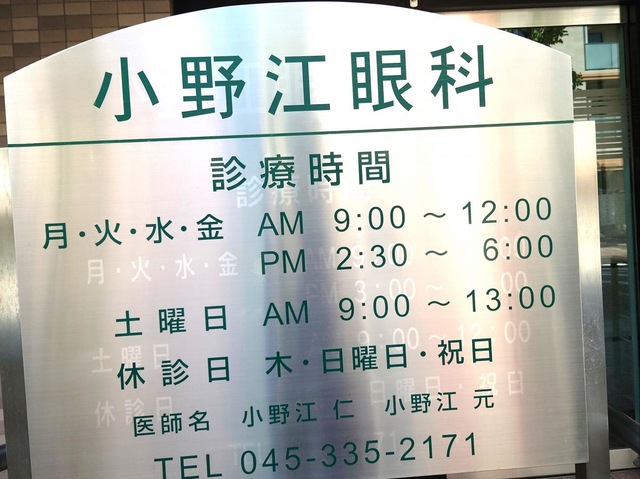 小野江眼科
診療時間
月・火・水・金 AM 9:00 ～ 12:00
PM 2:30 ～ 6:00
土曜日 AM 9:00 ～ 13:00
休診日 木・日曜日・祝日
医師名 小野江 仁 小野江 元
TEL 045-335-2171